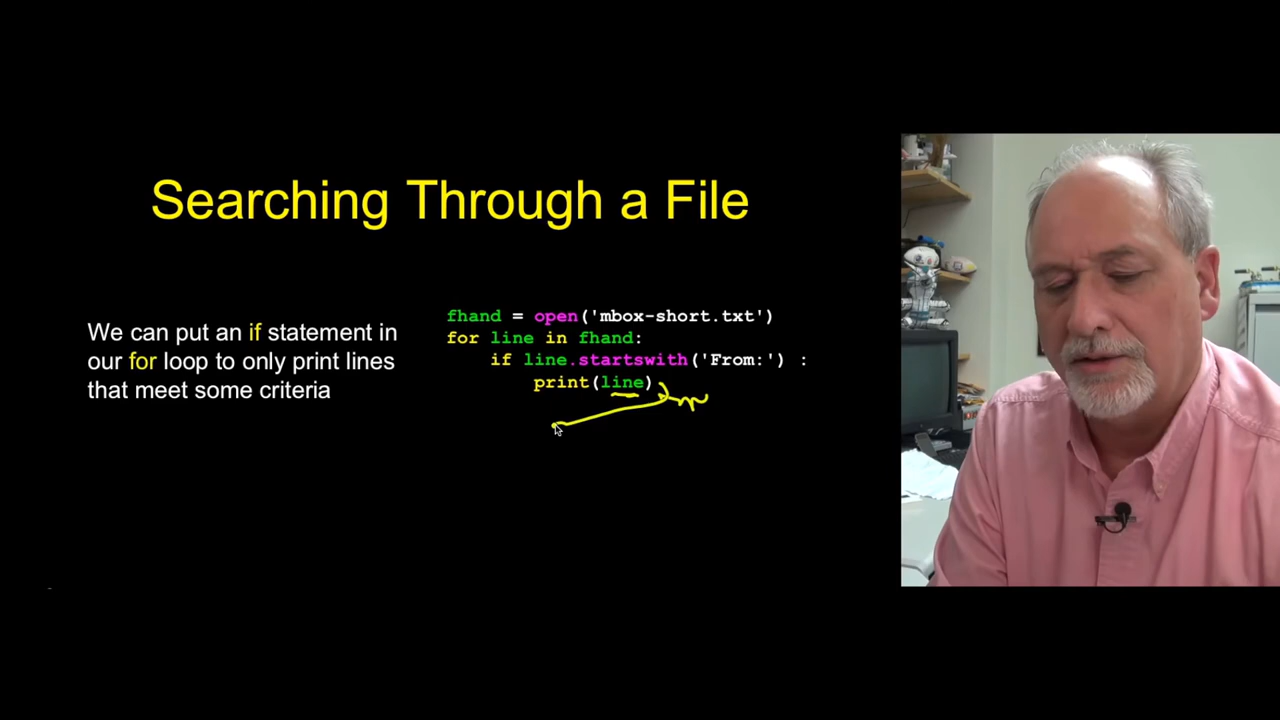 Searching Through a File
We can put an if statement in
our for loop to only print lines
that meet some criteria
fhand = open('mbox-short.txt')
for line in fhand:
    if line.startswith('From:') :
        print(line)